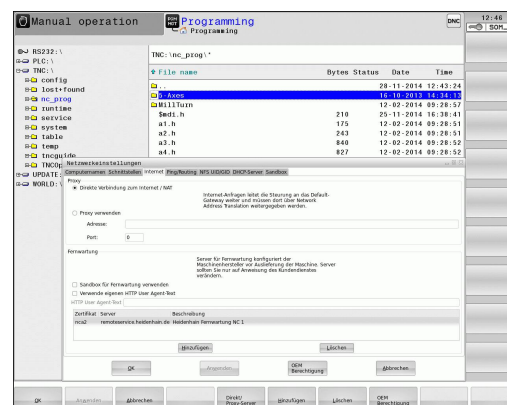 Manual operation
PGM MGT Programming
Programming
DNC
12:46
SOM_
RS232:\
PLC:\
TNC:\
config
lost+found
nc_prog
runtime
service
system
table
temp
tncguide
TNCOp
UPDATE:
WORLD:\
TNC:\nc_prog\*
File name Bytes Status Date Time
.. 28-11-2014 12:43:24
5-Axes 16-10-2013 14:34:13
MillTurn 12-02-2014 09:28:57
$mdi.h 210 25-11-2014 16:38:41
a1.h 175 12-02-2014 09:28:51
a2.h 243 12-02-2014 09:28:51
a3.h 840 12-02-2014 09:28:52
a4.h 827 12-02-2014 09:28:52
Netzwerkeinstellungen
Computernamen Schnittstellen Internet Ping/Routing NFS UID/GID DHCP-Server Sandbox
Proxy
Direkte Verbindung zum Internet / NAT
Internet-Anfragen leitet die Steuerung an das Default-
Gateway weiter und müssen dort über Network
Address Translation weitergegeben werden.
Proxy verwenden
Adresse:
Port: 0
Fernwartung
Server für Fernwartung konfiguriert der
Maschinenhersteller vor Auslieferung der Maschine. Server
sollten Sie nur auf Anweisung des Kundendienstes
verändern.
Sandbox für Fernwartung verwenden
Verwende eigenen HTTP User Agent-Text
HTTP User Agent-Text
Zertifikat Server Beschreibung
nca2 remoteservice.heidenhain.de Heidenhain Fernwartung NC 1
Hinzufügen Löschen
OK Anwenden OEM Berechtigung Abbrechen
OK Anwenden Abbrechen Direkt/ Proxy-Server Hinzufügen Löschen OEM Berechtigung